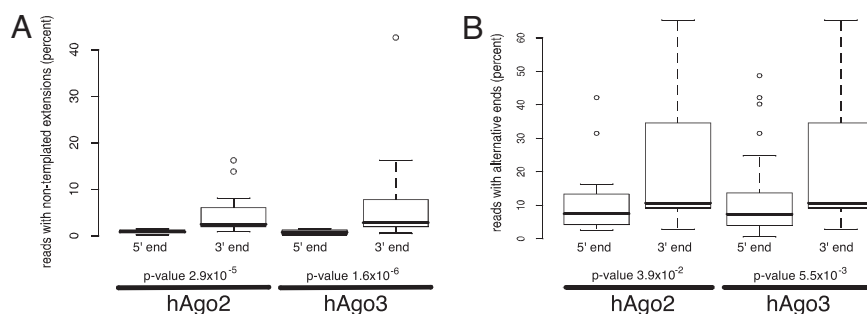 A
reads with non-templated extensions (percent)
40
30
20
10
0
5' end
3' end
5' end
3' end
p-value 2.9x10-5
p-value 1.6x10-6
hAgo2
hAgo3
B
reads with alternative ends (percent)
60
50
40
30
20
10
0
5' end
3' end
5' end
3' end
p-value 3.9x10-2
p-value 5.5x10-3
hAgo2
hAgo3